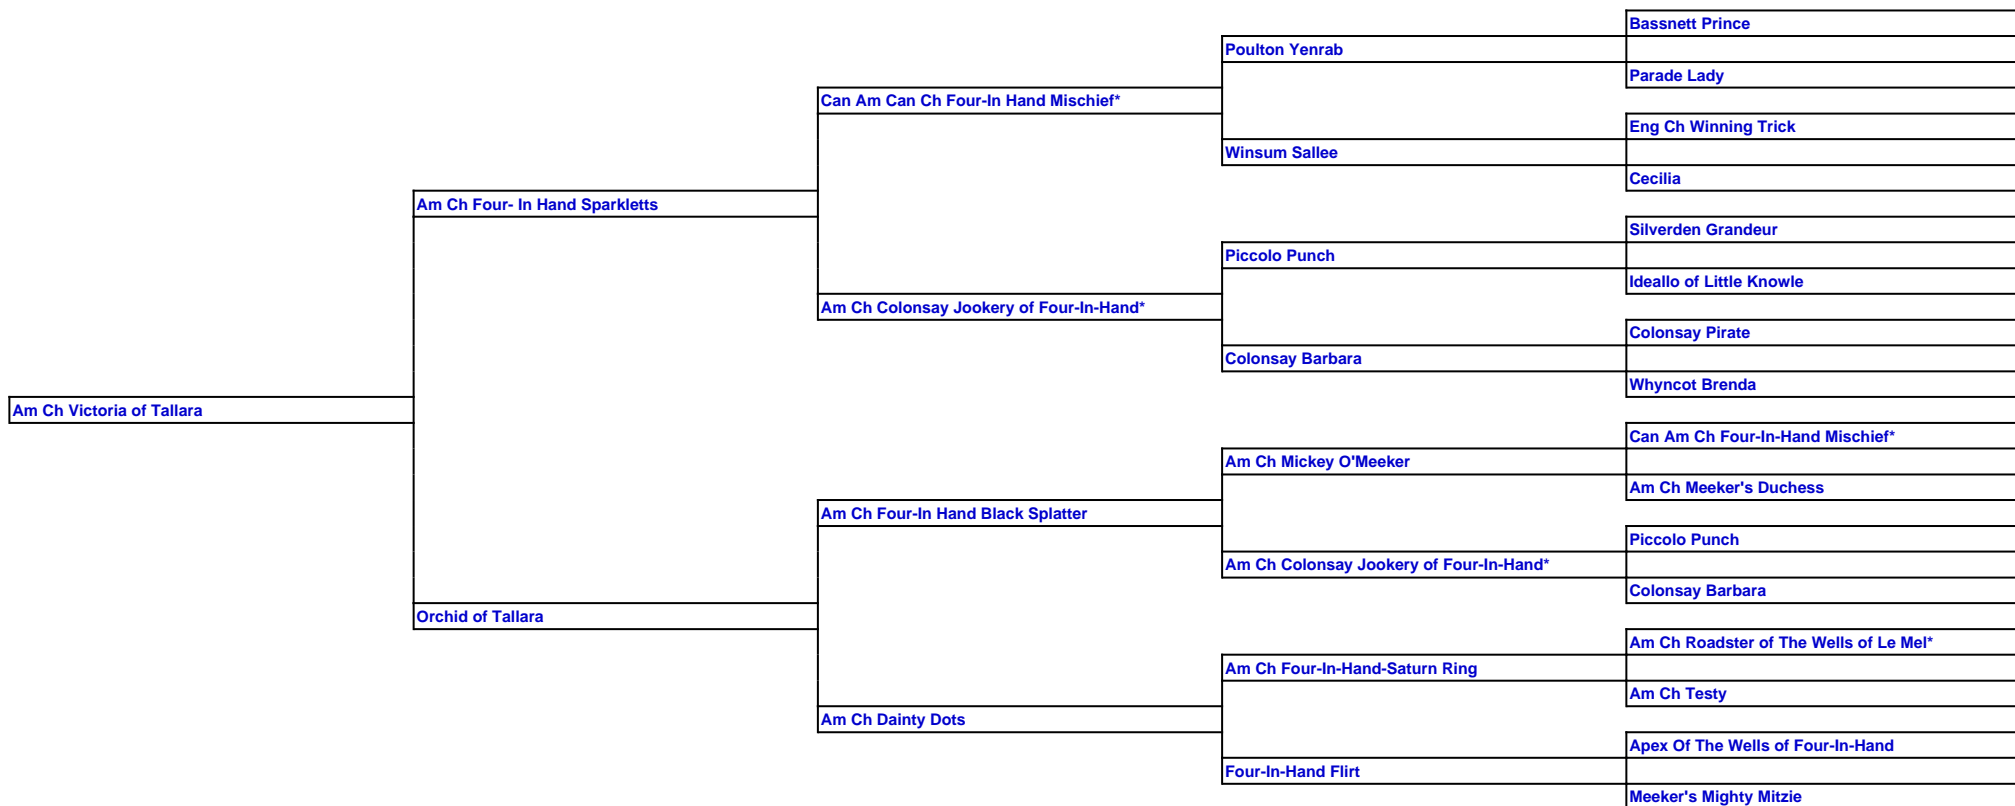 Bassnett Prince
Poulton Yenrab
Parade Lady
Can Am Can Ch Four-In Hand Mischief*
Eng Ch Winning Trick
Winsum Sallee
Cecilia
Am Ch Four- In Hand Sparkletts
Silverden Grandeur
Piccolo Punch
Ideallo of Little Knowle
Am Ch Colonsay Jookery of Four-In-Hand*
Colonsay Pirate
Colonsay Barbara
Whyncot Brenda
Am Ch Victoria of Tallara
Can Am Ch Four-In-Hand Mischief*
Am Ch Mickey O'Meeker
Am Ch Meeker's Duchess
Am Ch Four-In Hand Black Splatter
Piccolo Punch
Am Ch Colonsay Jookery of Four-In-Hand*
Colonsay Barbara
Orchid of Tallara
Am Ch Roadster of The Wells of Le Mel*
Am Ch Four-In-Hand-Saturn Ring
Am Ch Testy
Am Ch Dainty Dots
Apex Of The Wells of Four-In-Hand
Four-In-Hand Flirt
Meeker's Mighty Mitzie